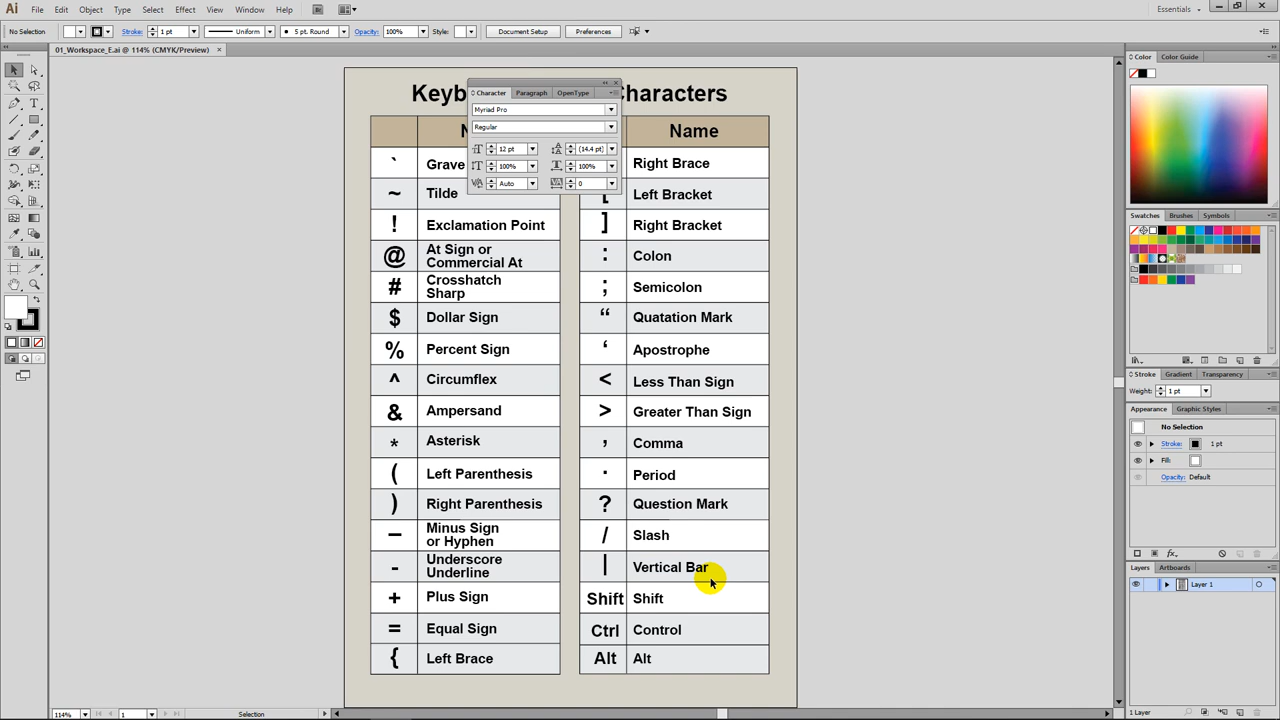 Ai File Edit Object Type Select Effect View Window Help Br Essentials
No Selection Stroke: 1 pt Uniform 5 pt. Round Opacity: 100% Style: Document Setup Preferences
01_Workspace_E.ai @ 114% (CMYK/Preview) ×
Characters
Character Paragraph OpenType
Myriad Pro
Regular
12 pt (14.4 pt)
100% 100%
Auto 0
Name
` Grave
~ Tilde
! Exclamation Point
@ At Sign or
Commercial At
# Crosshatch
Sharp
$ Dollar Sign
% Percent Sign
^ Circumflex
& Ampersand
* Asterisk
( Left Parenthesis
) Right Parenthesis
– Minus Sign
or Hyphen
- Underscore
Underline
+ Plus Sign
= Equal Sign
{ Left Brace
Right Brace
[ Left Bracket
] Right Bracket
: Colon
; Semicolon
“ Quatation Mark
‘ Apostrophe
< Less Than Sign
> Greater Than Sign
, Comma
. Period
? Question Mark
/ Slash
| Vertical Bar
Shift Shift
Ctrl Control
Alt Alt
Color Color Guide
Swatches Brushes Symbols
Stroke Gradient Transparency
Weight: 1 pt
Appearance Graphic Styles
No Selection
Stroke: 1 pt
Fill:
Opacity: Default
Layers Artboards
Layer 1
1 Layer
114% 1 Selection